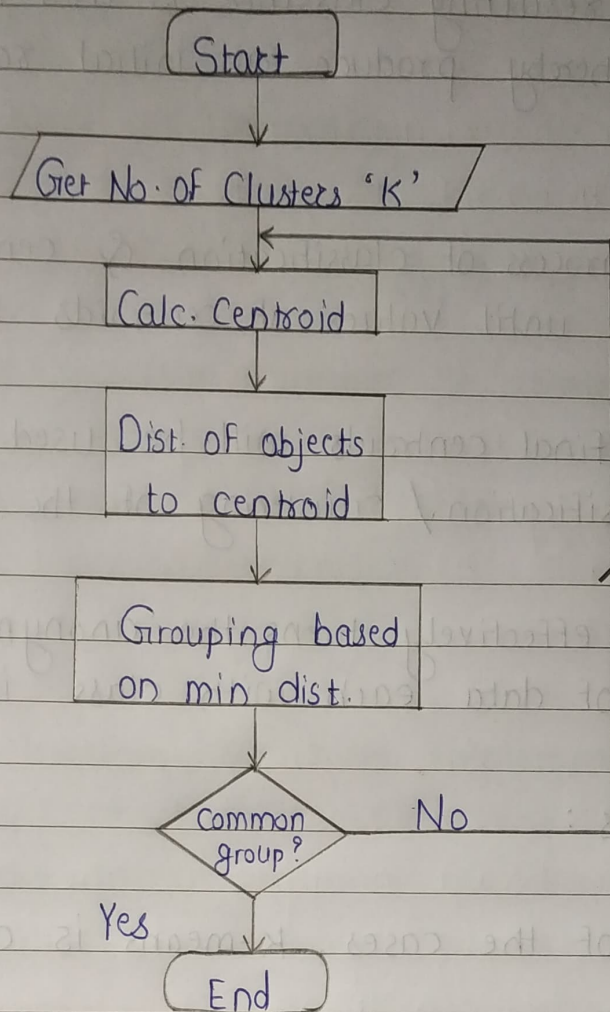 Start
Get No. of Clusters 'K'
Calc. Centroid
Dist. of objects
to centroid
Grouping based
on min dist.
Common
group?
No
Yes
End